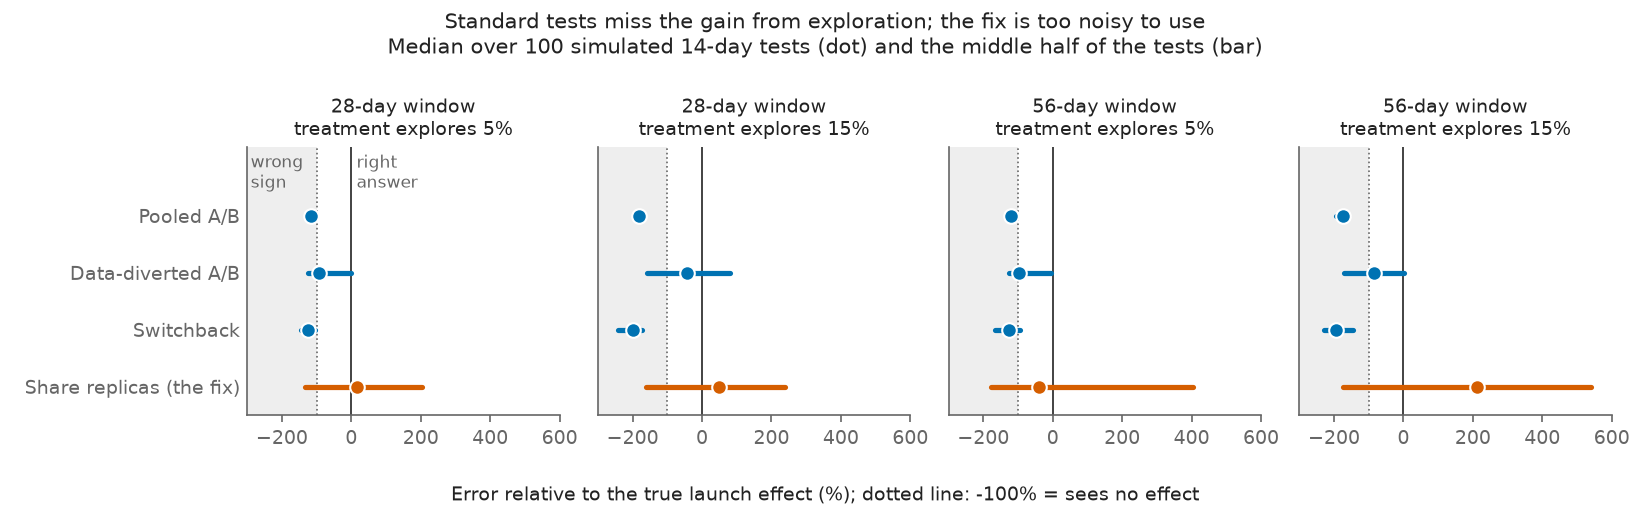 Standard tests miss the gain from exploration; the fix is too noisy to use
Median over 100 simulated 14-day tests (dot) and the middle half of the tests (bar)
28-day window
treatment explores 5%
28-day window
treatment explores 15%
56-day window
treatment explores 5%
56-day window
treatment explores 15%
wrong
sign
right
answer
Pooled A/B
Data-diverted A/B
Switchback
Share replicas (the fix)
−200 0 200 400 600
−200 0 200 400 600
−200 0 200 400 600
−200 0 200 400 600
Error relative to the true launch effect (%); dotted line: -100% = sees no effect